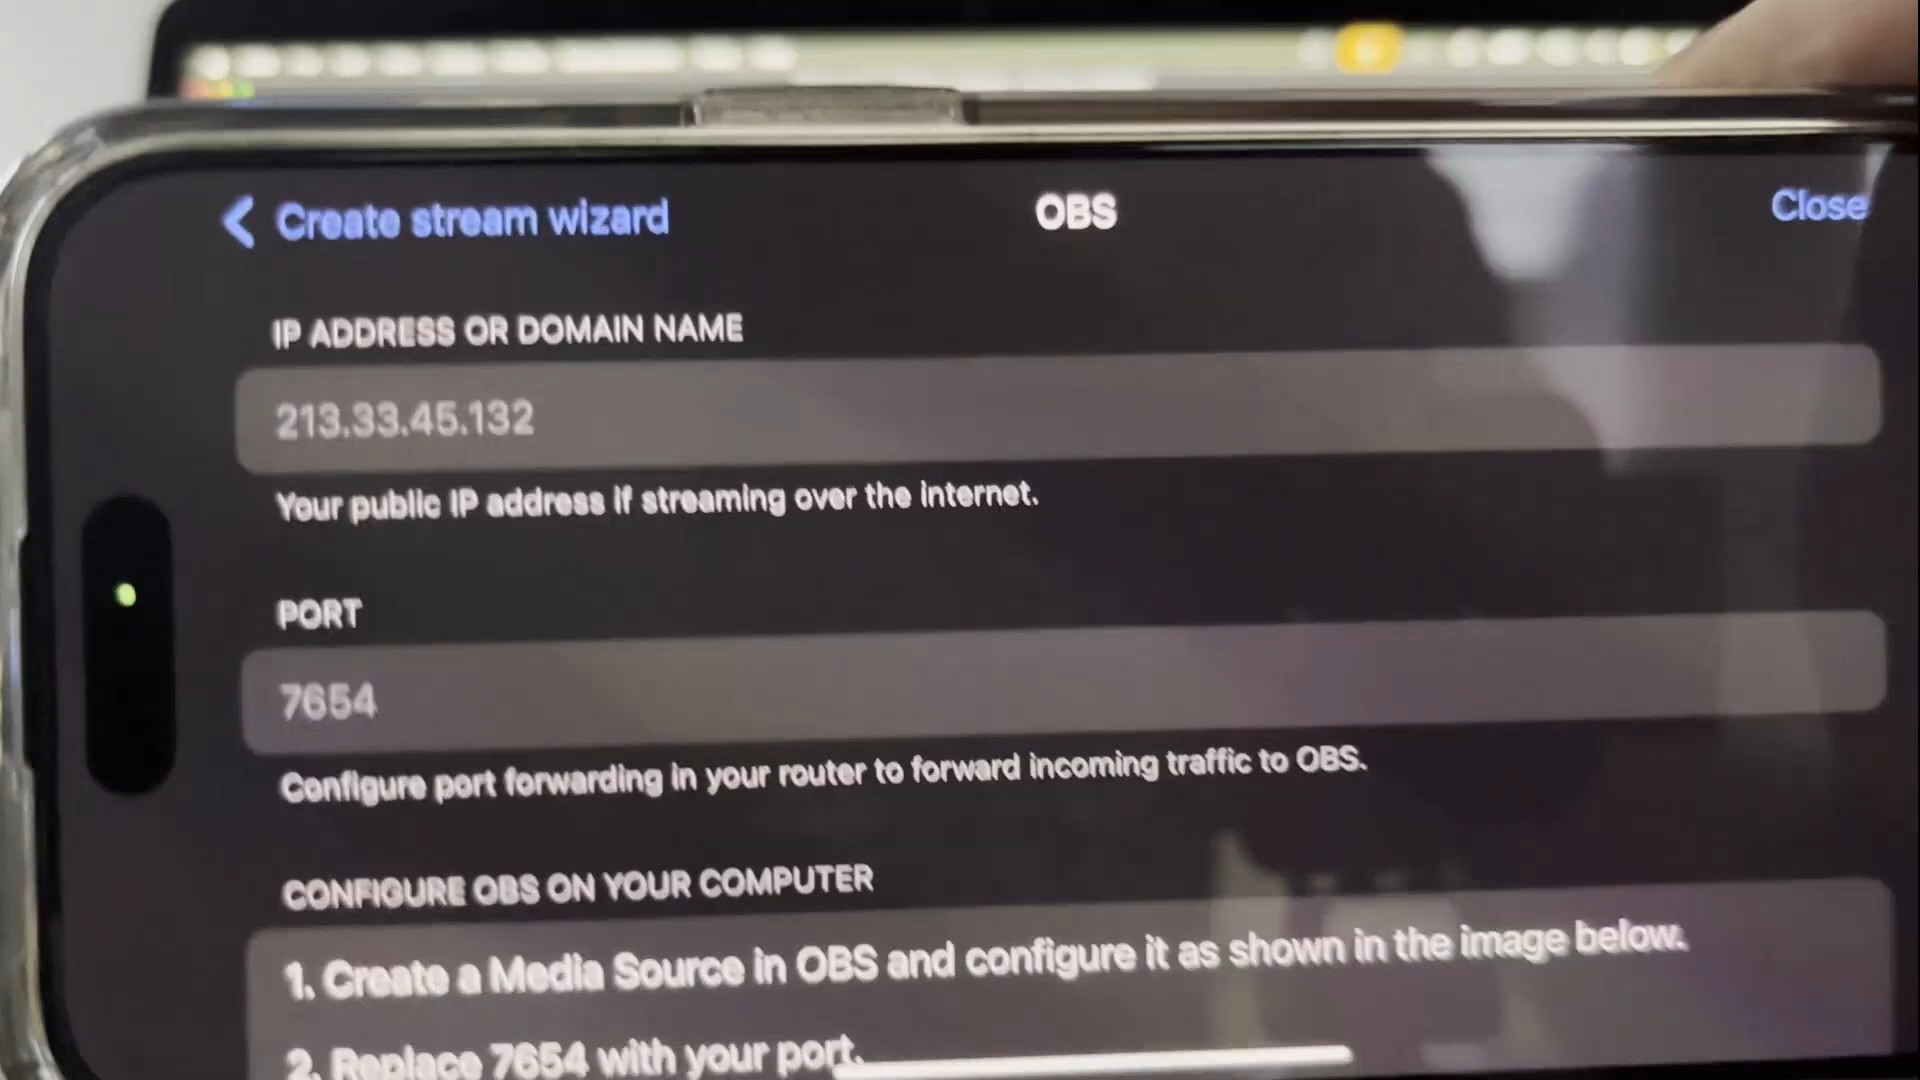 Create stream wizard
OBS
Close
IP ADDRESS OR DOMAIN NAME
213.33.45.132
Your public IP address if streaming over the internet.
PORT
7654
Configure port forwarding in your router to forward incoming traffic to OBS.
CONFIGURE OBS ON YOUR COMPUTER
1. Create a Media Source in OBS and configure it as shown in the image below.
2. Replace 7654 with your port.